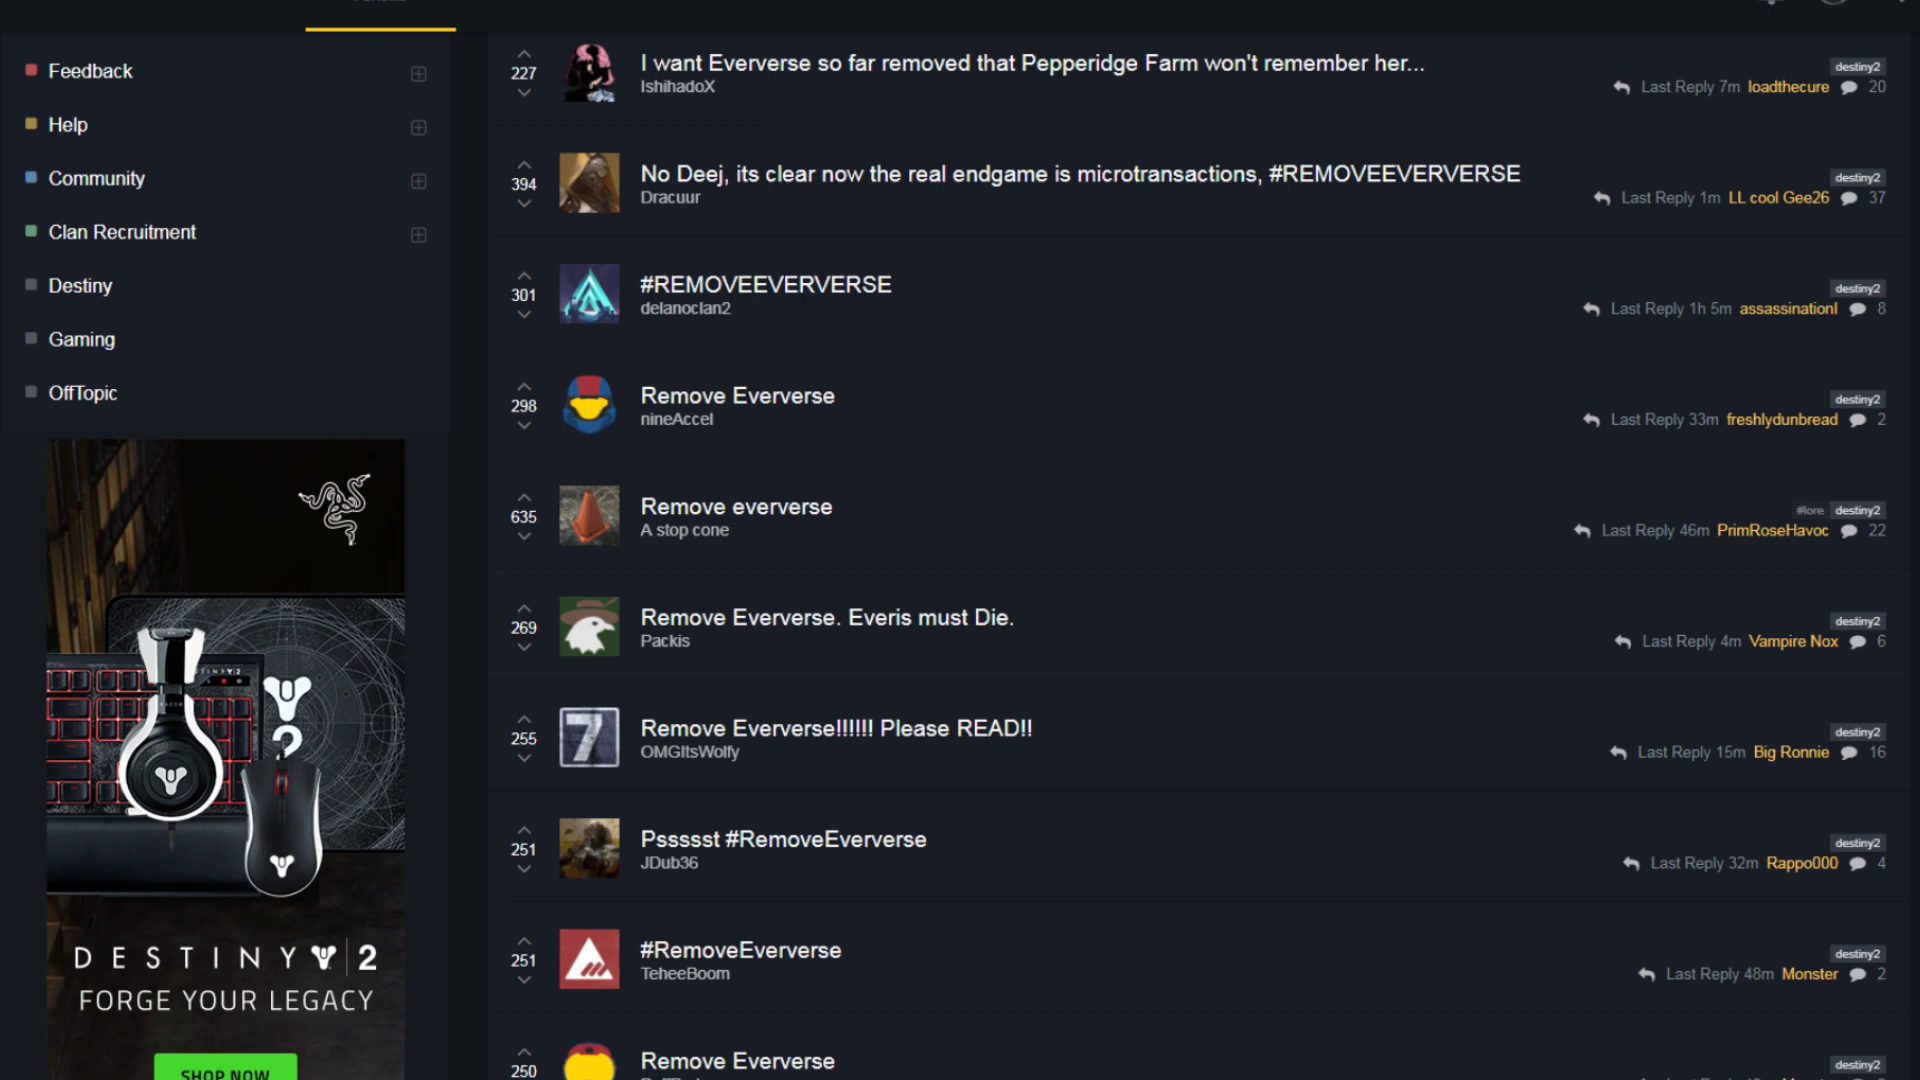 Feedback
Help
Community
Clan Recruitment
Destiny
Gaming
OffTopic
DESTINY 2
DESTINY 2
FORGE YOUR LEGACY
SHOP NOW
227
I want Eververse so far removed that Pepperidge Farm won't remember her...
IshihadoX
destiny2
Last Reply 7m loadthecure 20
394
No Deej, its clear now the real endgame is microtransactions, #REMOVEEVERVERSE
Dracuur
destiny2
Last Reply 1m LL cool Gee26 37
301
#REMOVEEVERVERSE
delanoclan2
destiny2
Last Reply 1h 5m assassinationl 8
298
Remove Eververse
nineAccel
destiny2
Last Reply 33m freshlydunbread 2
635
Remove eververse
A stop cone
#lore destiny2
Last Reply 46m PrimRoseHavoc 22
269
Remove Eververse. Everis must Die.
Packis
destiny2
Last Reply 4m Vampire Nox 6
255
7
Remove Eververse!!!!!! Please READ!!
OMGItsWolfy
destiny2
Last Reply 15m Big Ronnie 16
251
Pssssst #RemoveEververse
JDub36
destiny2
Last Reply 32m Rappo000 4
251
#RemoveEververse
TeheeBoom
destiny2
Last Reply 48m Monster 2
250
Remove Eververse
destiny2